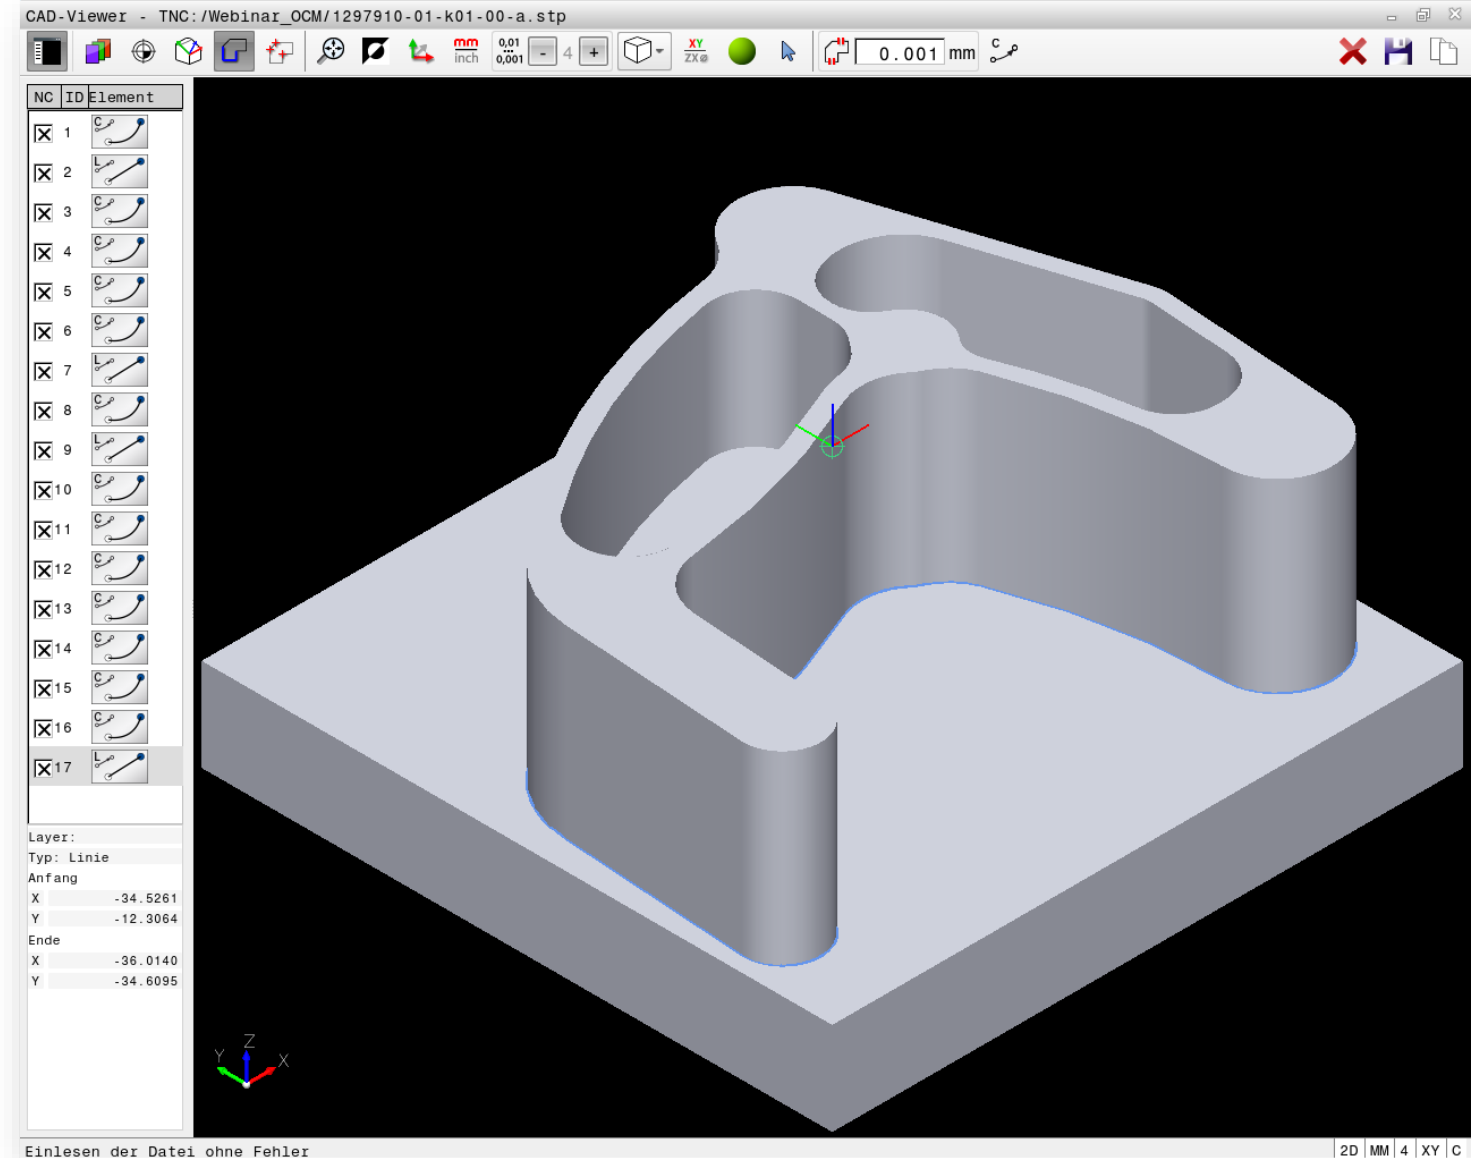 CAD-Viewer - TNC:/Webinar_OCM/1297910-01-k01-00-a.stp
mm
inch
0,01
0,001
- 4 +
XY
ZX
0.001 mm
C
NC ID Element
1 C
2 L
3 C
4 C
5 C
6 C
7 L
8 C
9 L
10 C
11 C
12 C
13 C
14 C
15 C
16 C
17 L
Layer:
Typ: Linie
Anfang
X -34.5261
Y -12.3064
Ende
X -36.0140
Y -34.6095
Z
Y X
Einlesen der Datei ohne Fehler
2D MM 4 XY C